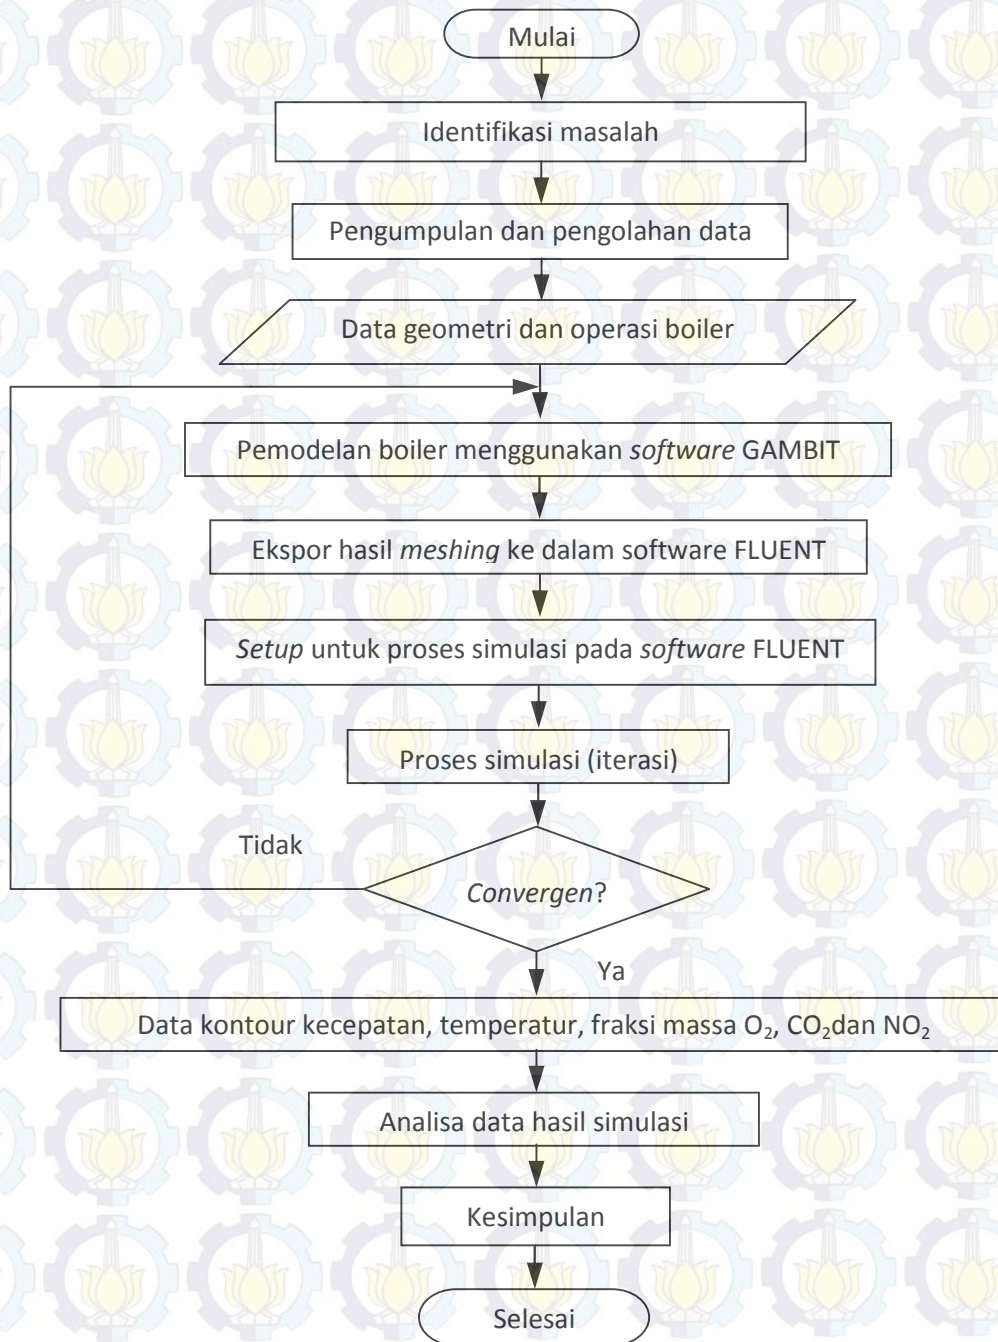 Mulai
Identifikasi masalah
Pengumpulan dan pengolahan data
Data geometri dan operasi boiler
Pemodelan boiler menggunakan software GAMBIT
Ekspor hasil meshing ke dalam software FLUENT
Setup untuk proses simulasi pada software FLUENT
Proses simulasi (iterasi)
Tidak
Convergen?
Ya
Data kontour kecepatan, temperatur, fraksi massa O₂, CO₂dan NO₂
Analisa data hasil simulasi
Kesimpulan
Selesai